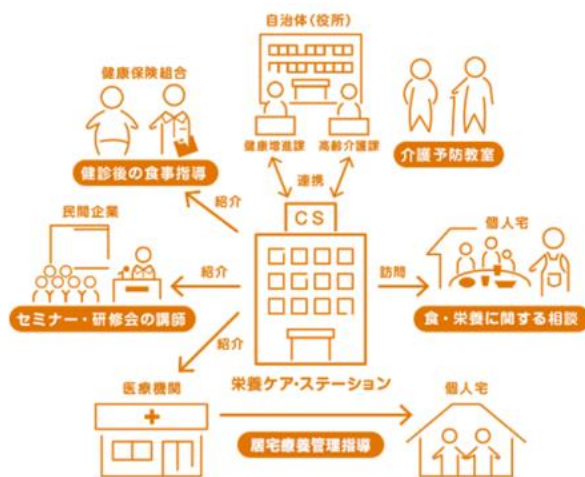 自治体（役所）
健康保険組合
健康増進課
高齢介護課
健診後の食事指導
介護予防教室
連携
紹介
CS
民間企業
個人宅
紹介
訪問
セミナー・研修会の講師
食・栄養に関する相談
紹介
栄養ケア・ステーション
医療機関
個人宅
居宅療養管理指導